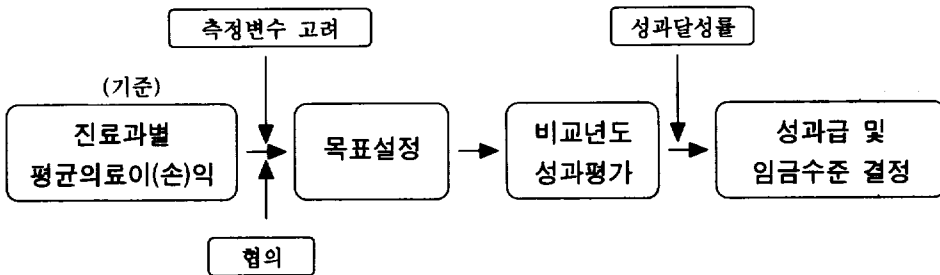 측정변수 고려
성과달성률
(기준)
진료과별
평균의료이(손)익
목표설정
비교년도
성과평가
성과급 및
임금수준 결정
협의